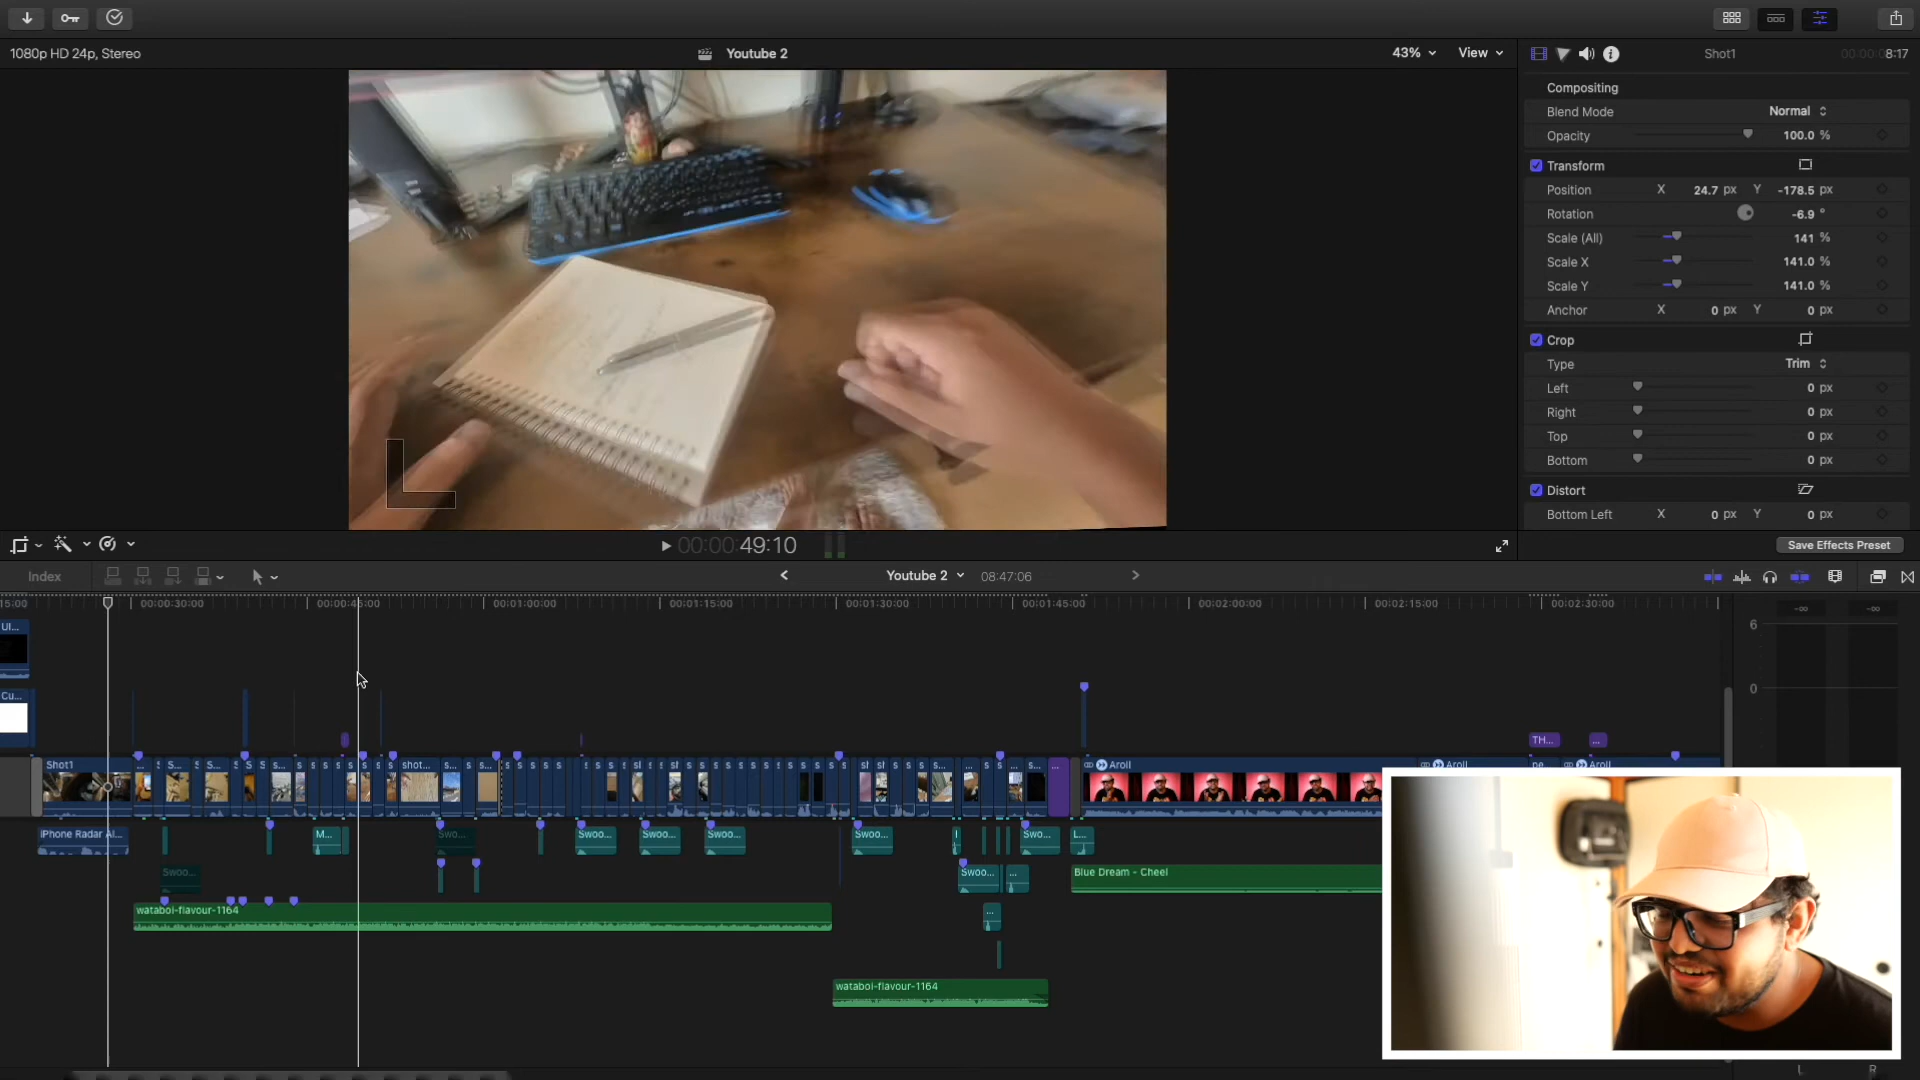 1080p HD 24p, Stereo
Youtube 2
43%
View
Shot1
00:00:00:08:17
Compositing
Blend Mode
Normal
Opacity
100.0 %
Transform
Position
X 24.7 px Y -178.5 px
Rotation
-6.9 °
Scale (All)
141 %
Scale X
141.0 %
Scale Y
141.0 %
Anchor
X 0 px Y 0 px
Crop
Type
Trim
Left
0 px
Right
0 px
Top
0 px
Bottom
0 px
Distort
Bottom Left
X 0 px Y 0 px
00:00:49:10
Save Effects Preset
Index
Youtube 2
08:47:06
15:00
00:00:30:00
00:00:45:00
00:01:00:00
00:01:15:00
00:01:30:00
00:01:45:00
00:02:00:00
00:02:15:00
00:02:30:00
-∞
-∞
6
0
UI...
Cu...
TH...
...
Shot1
...
S...
S...
s...
s
s
s...
s
s
shot...
s...
s...
Aroll
Aroll
pe...
Aroll
iPhone Radar Al...
M...
Swo...
Swoo...
Swoo...
Swoo...
Swoo...
Swo...
L...
Swoo...
Swoo...
...
Blue Dream - Cheel
wataboi-flavour-1164
...
wataboi-flavour-1164
L
R